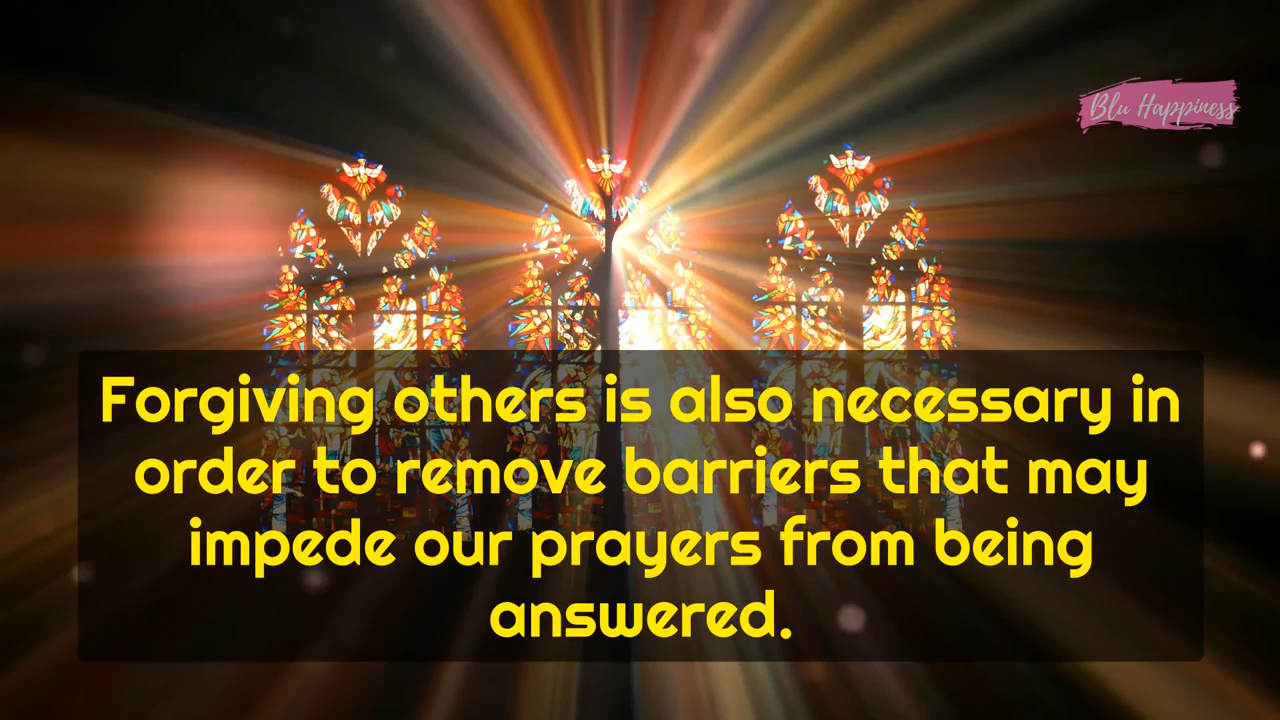 Blu Happiness
Forgiving others is also necessary in
order to remove barriers that may
impede our prayers from being
answered.